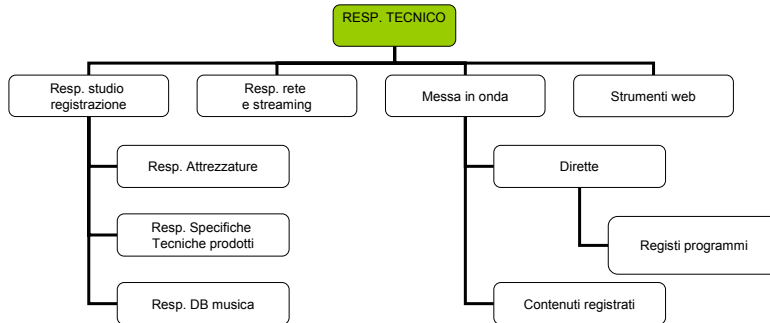 RESP. TECNICO
Resp. studio
registrazione
Resp. rete
e streaming
Messa in onda
Strumenti web
Resp. Attrezzature
Dirette
Resp. Specifiche
Tecniche prodotti
Registi programmi
Resp. DB musica
Contenuti registrati